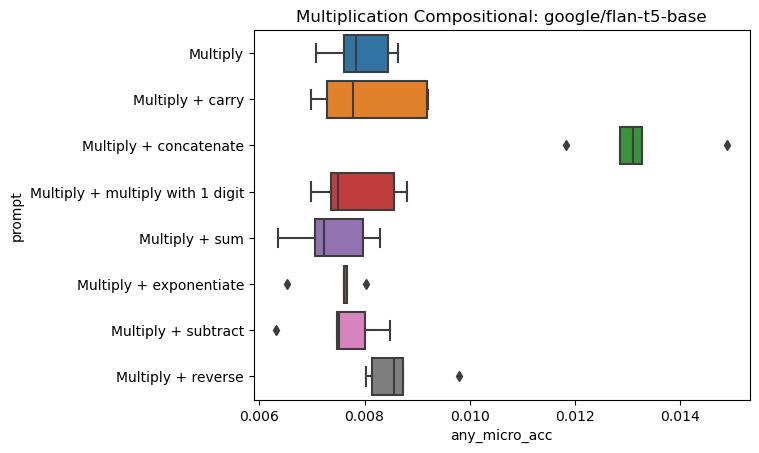 Multiplication Compositional: google/flan-t5-base
Multiply
Multiply + carry
Multiply + concatenate
Multiply + multiply with 1 digit
Multiply + sum
Multiply + exponentiate
Multiply + subtract
Multiply + reverse
prompt
0.006 0.008 0.010 0.012 0.014
any_micro_acc